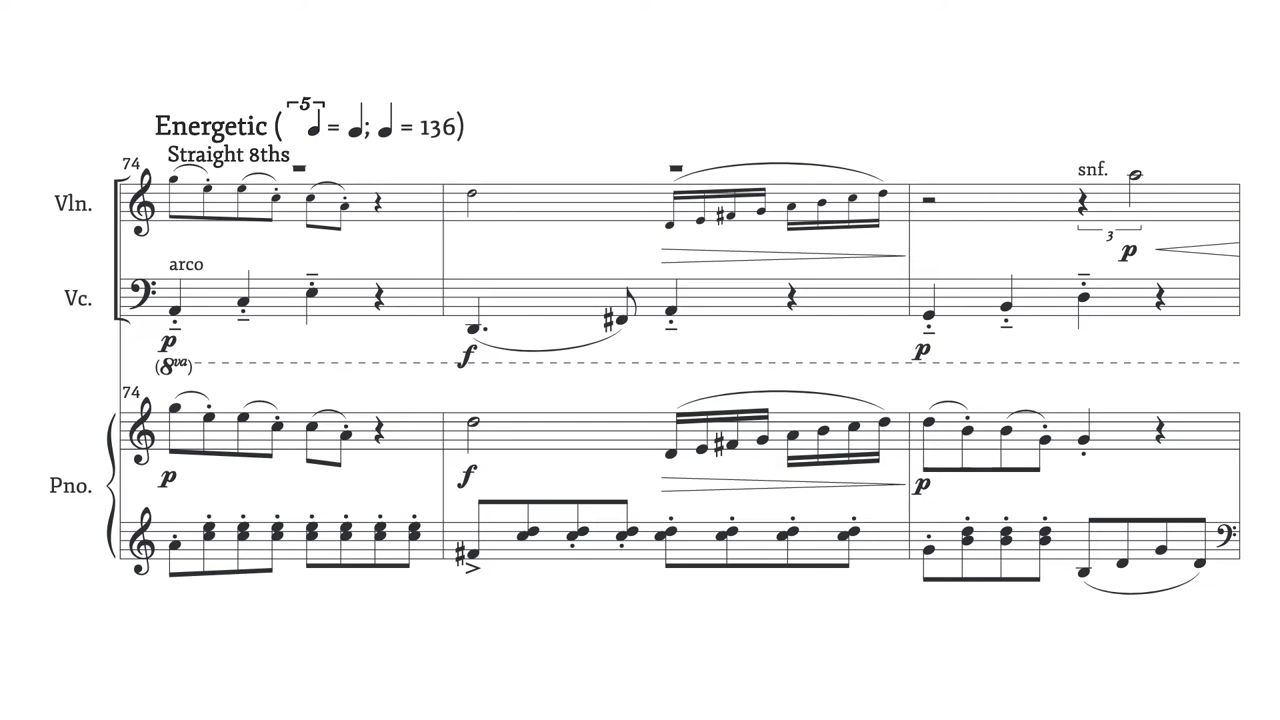 5
Energetic ( = ; = 136)
Straight 8ths
74
snf.
Vln.
3
p
arco
Vc.
p f p
(8va)
74
p f p
Pno.